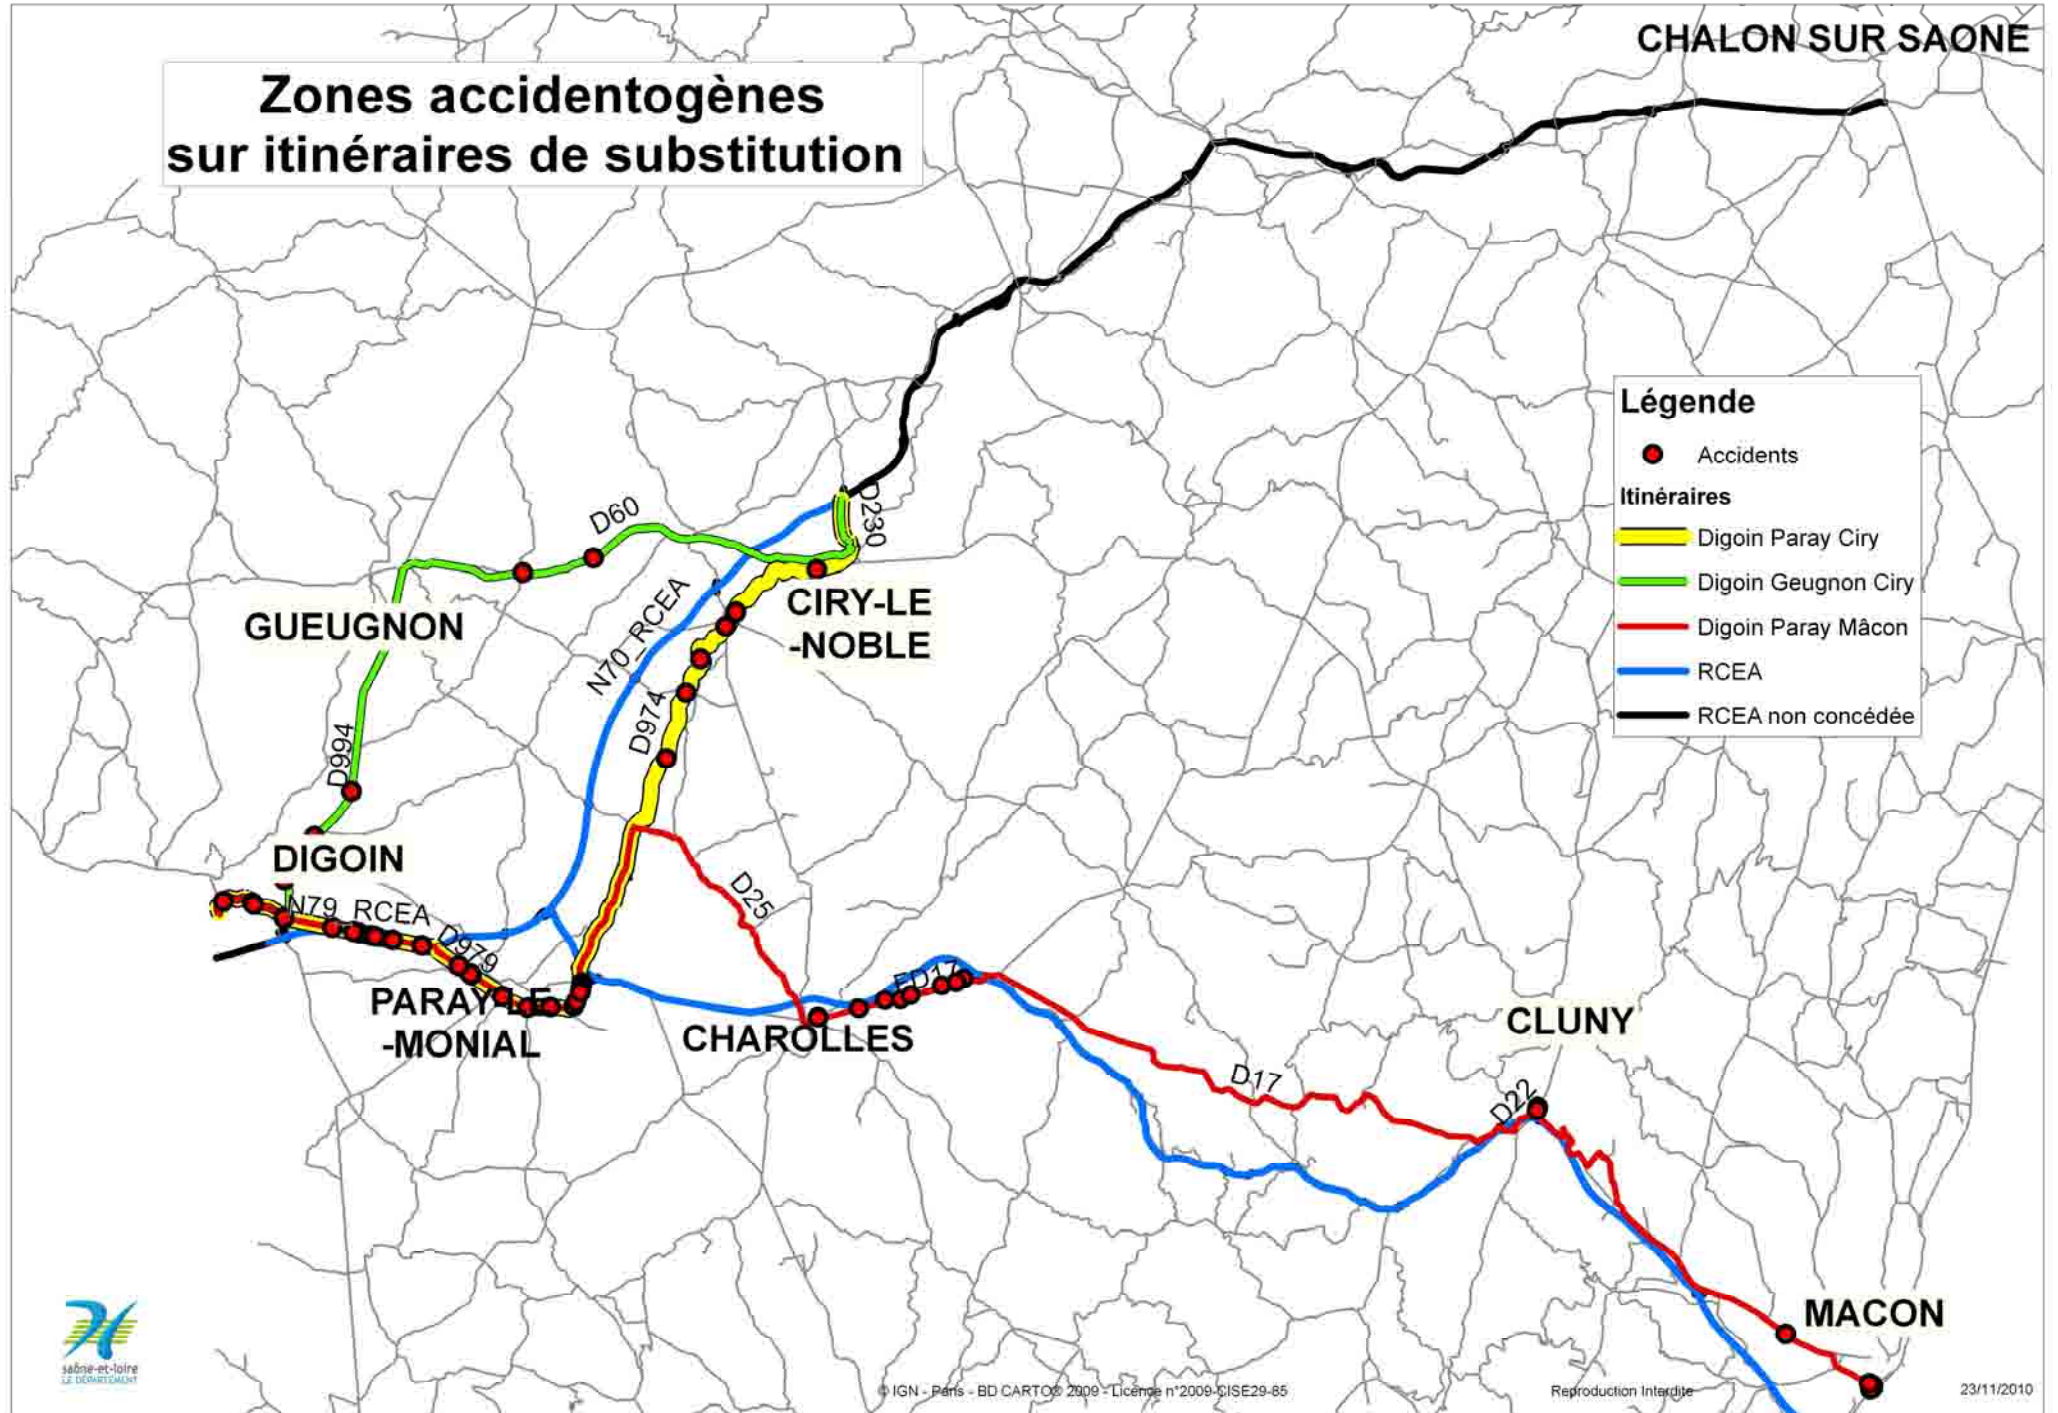 CHALON SUR SAONE
Zones accidentogènes
sur itinéraires de substitution
Légende
Accidents
Itinéraires
Digoin Paray Ciry
Digoin Geugnon Ciry
Digoin Paray Mâcon
RCEA
RCEA non concédée
D230
D60
GUEUGNON
N70_RCEA
CIRY-LE
-NOBLE
D974
D994
DIGOIN
D25
N79_RCEA
D979
PARAY LE
-MONIAL
D17
CHAROLLES
CLUNY
D17
D22
MACON
saône-et-loire
LE DÉPARTEMENT
© IGN - Paris - BD CARTO® 2009 - Licence n°2009-CISE29-85
Reproduction Interdite
23/11/2010